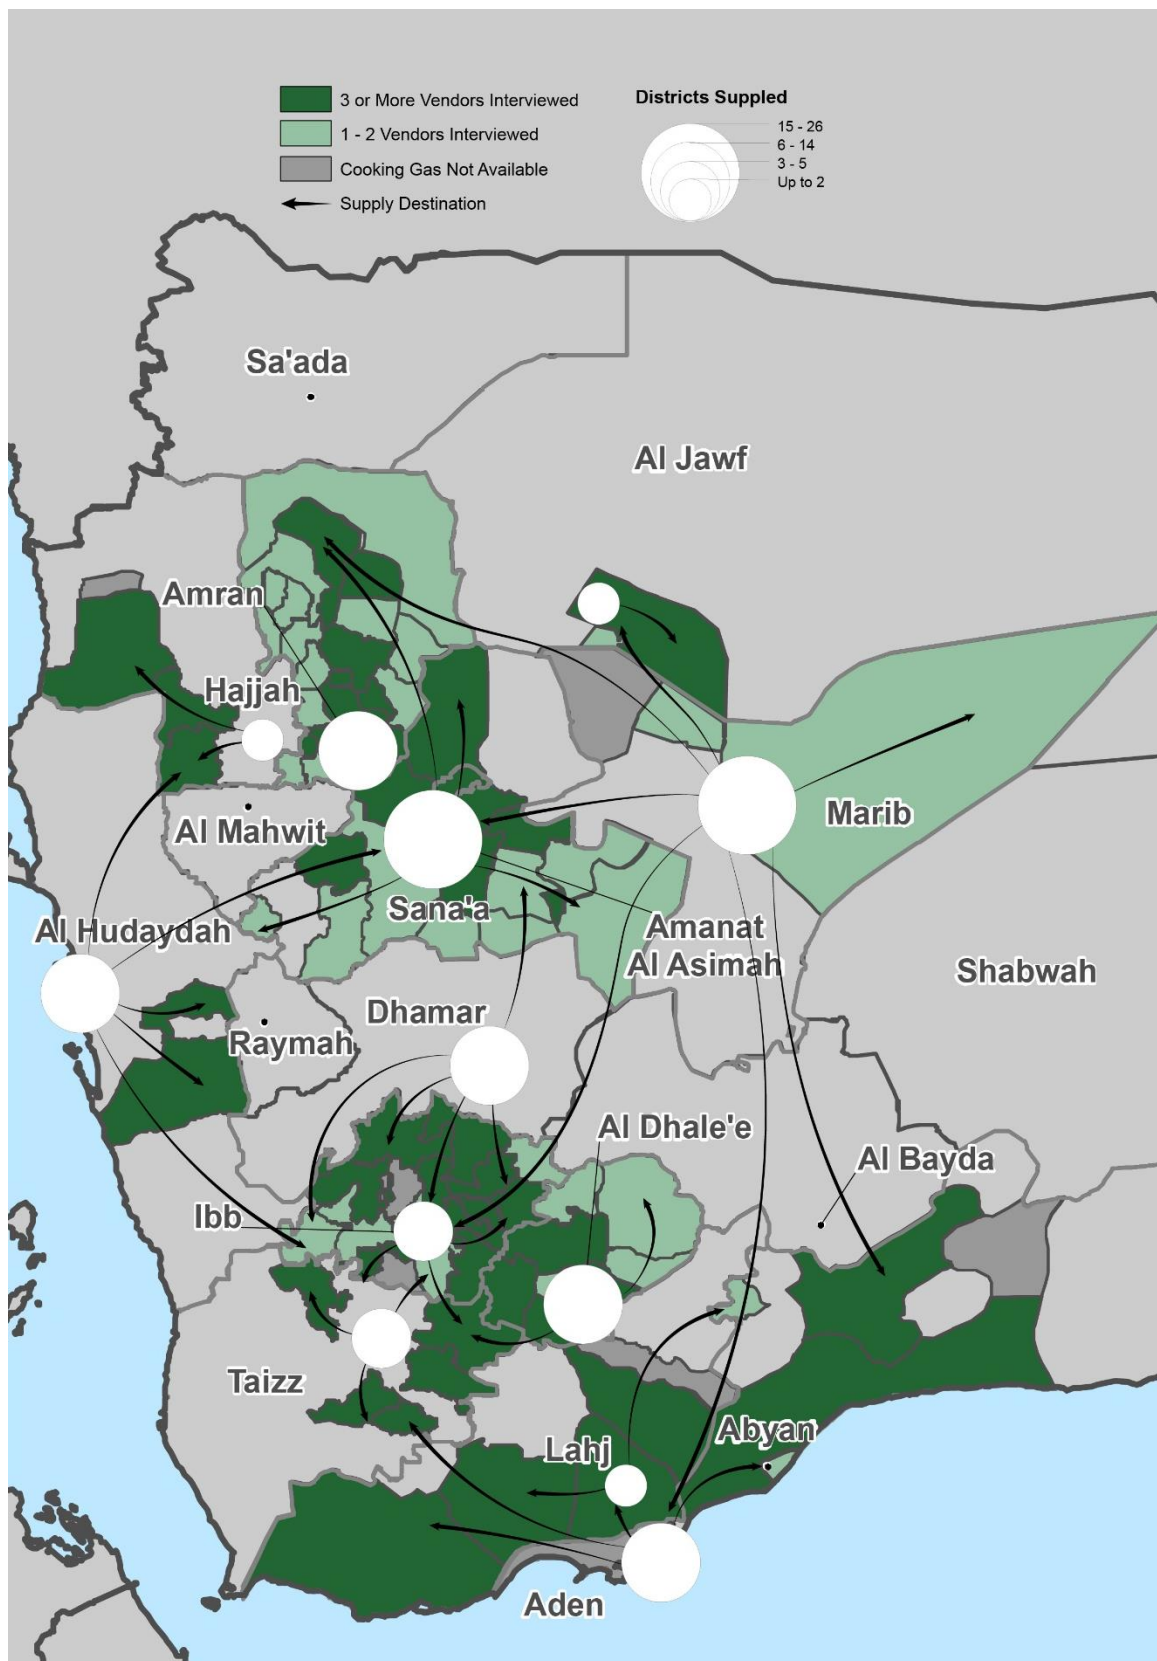 3 or More Vendors Interviewed
1 - 2 Vendors Interviewed
Cooking Gas Not Available
Supply Destination
Districts Suppled
15 - 26
6 - 14
3 - 5
Up to 2
Sa'ada
Al Jawf
Amran
Hajjah
Al Mahwit
Marib
Sana'a
Al Hudaydah
Amanat
Al Asimah
Shabwah
Dhamar
Raymah
Al Dhale'e
Al Bayda
Ibb
Taizz
Abyan
Lahj
Aden